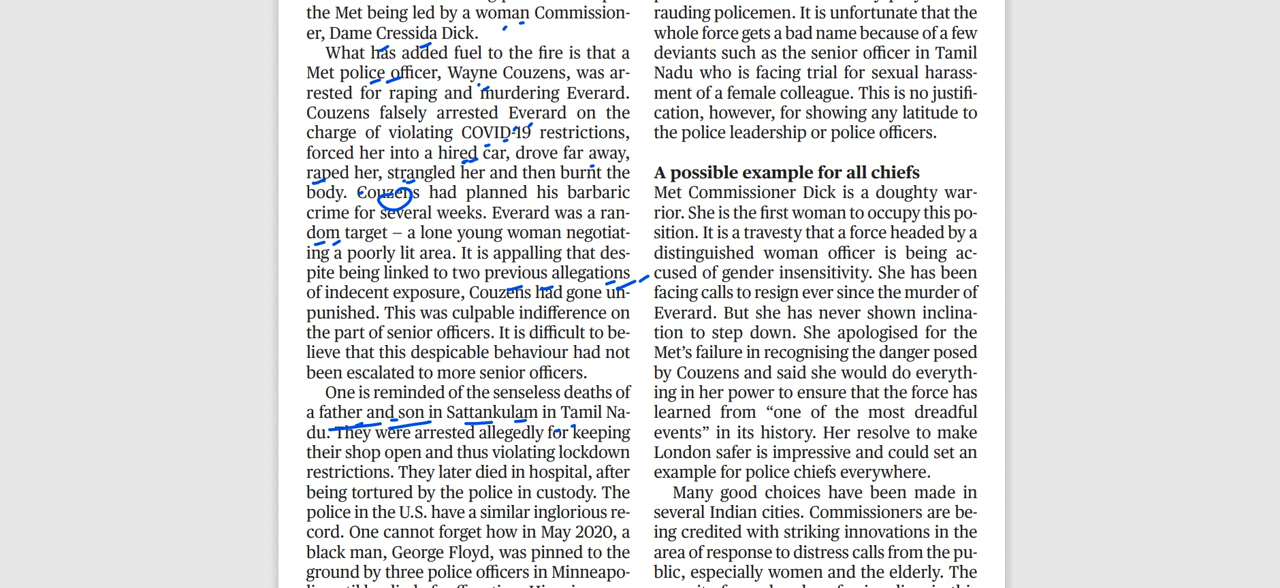 the Met being led by a woman Commission-
er, Dame Cressida Dick.
What has added fuel to the fire is that a
Met police officer, Wayne Couzens, was ar-
rested for raping and murdering Everard.
Couzens falsely arrested Everard on the
charge of violating COVID-19 restrictions,
forced her into a hired car, drove far away,
raped her, strangled her and then burnt the
body. Couzens had planned his barbaric
crime for several weeks. Everard was a ran-
dom target – a lone young woman negotiat-
ing a poorly lit area. It is appalling that des-
pite being linked to two previous allegations
of indecent exposure, Couzens had gone un-
punished. This was culpable indifference on
the part of senior officers. It is difficult to be-
lieve that this despicable behaviour had not
been escalated to more senior officers.
One is reminded of the senseless deaths of
a father and son in Sattankulam in Tamil Na-
du. They were arrested allegedly for keeping
their shop open and thus violating lockdown
restrictions. They later died in hospital, after
being tortured by the police in custody. The
police in the U.S. have a similar inglorious re-
cord. One cannot forget how in May 2020, a
black man, George Floyd, was pinned to the
ground by three police officers in Minneapo-
rauding policemen. It is unfortunate that the
whole force gets a bad name because of a few
deviants such as the senior officer in Tamil
Nadu who is facing trial for sexual harass-
ment of a female colleague. This is no justifi-
cation, however, for showing any latitude to
the police leadership or police officers.
A possible example for all chiefs
Met Commissioner Dick is a doughty war-
rior. She is the first woman to occupy this po-
sition. It is a travesty that a force headed by a
distinguished woman officer is being ac-
cused of gender insensitivity. She has been
facing calls to resign ever since the murder of
Everard. But she has never shown inclina-
tion to step down. She apologised for the
Met's failure in recognising the danger posed
by Couzens and said she would do everyth-
ing in her power to ensure that the force has
learned from “one of the most dreadful
events” in its history. Her resolve to make
London safer is impressive and could set an
example for police chiefs everywhere.
Many good choices have been made in
several Indian cities. Commissioners are be-
ing credited with striking innovations in the
area of response to distress calls from the pu-
blic, especially women and the elderly. The